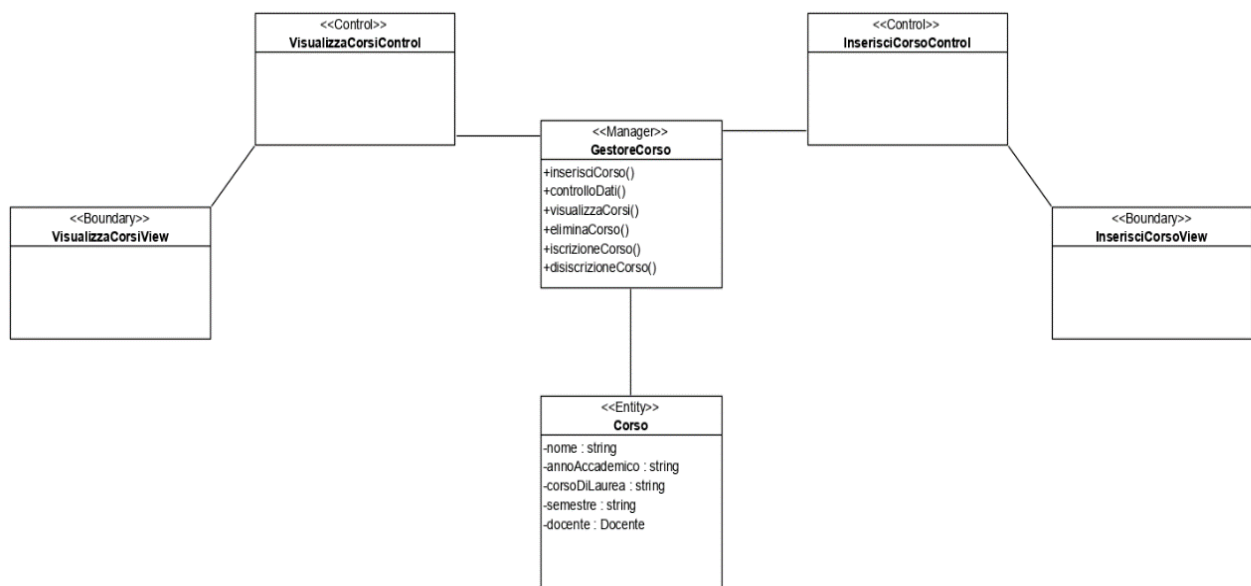 <<Control>>
VisualizzaCorsiControl
<<Control>>
InserisciCorsoControl
<<Manager>>
GestoreCorso
+inserisciCorso()
+controlloDati()
+visualizzaCorsi()
+eliminaCorso()
+iscrizioneCorso()
+disiscrizioneCorso()
<<Boundary>>
VisualizzaCorsiView
<<Boundary>>
InserisciCorsoView
<<Entity>>
Corso
-nome : string
-annoAccademico : string
-corsoDiLaurea : string
-semestre : string
-docente : Docente